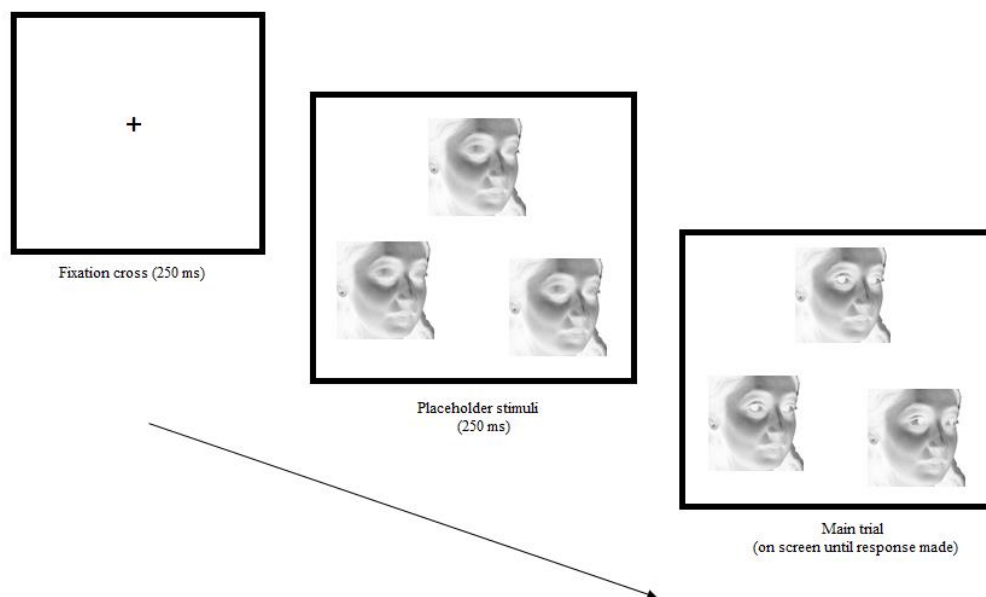 Fixation cross (250 ms)
Placeholder stimuli
(250 ms)
Main trial
(on screen until response made)